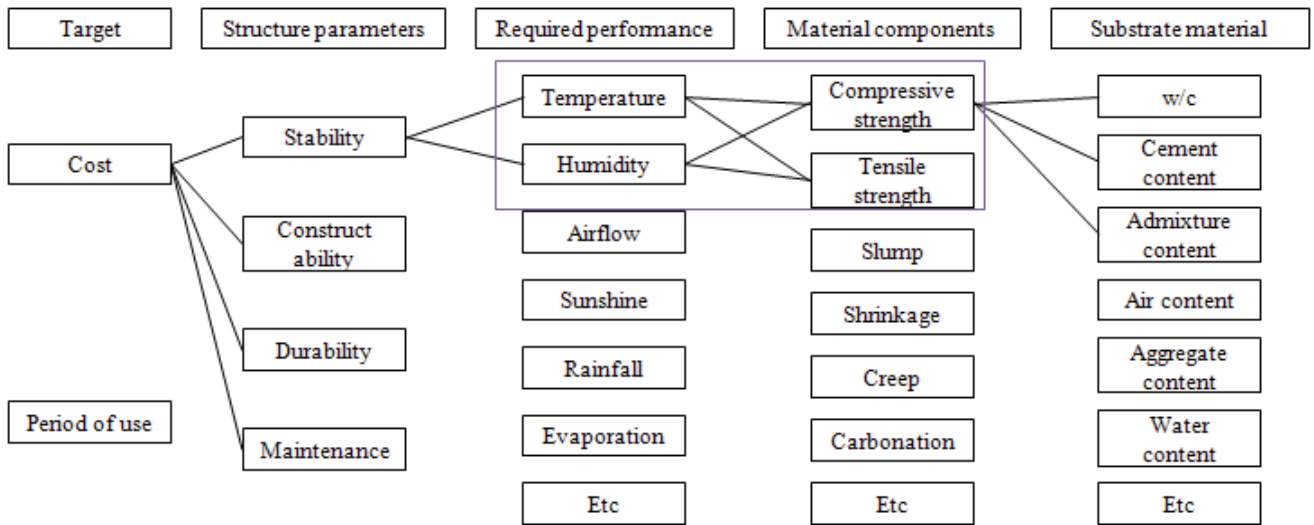 Target
Structure parameters
Required performance
Material components
Substrate material
Cost
Period of use
Stability
Construct
ability
Durability
Maintenance
Temperature
Humidity
Airflow
Sunshine
Rainfall
Evaporation
Etc
Compressive
strength
Tensile
strength
Slump
Shrinkage
Creep
Carbonation
Etc
w/c
Cement
content
Admixture
content
Air content
Aggregate
content
Water
content
Etc